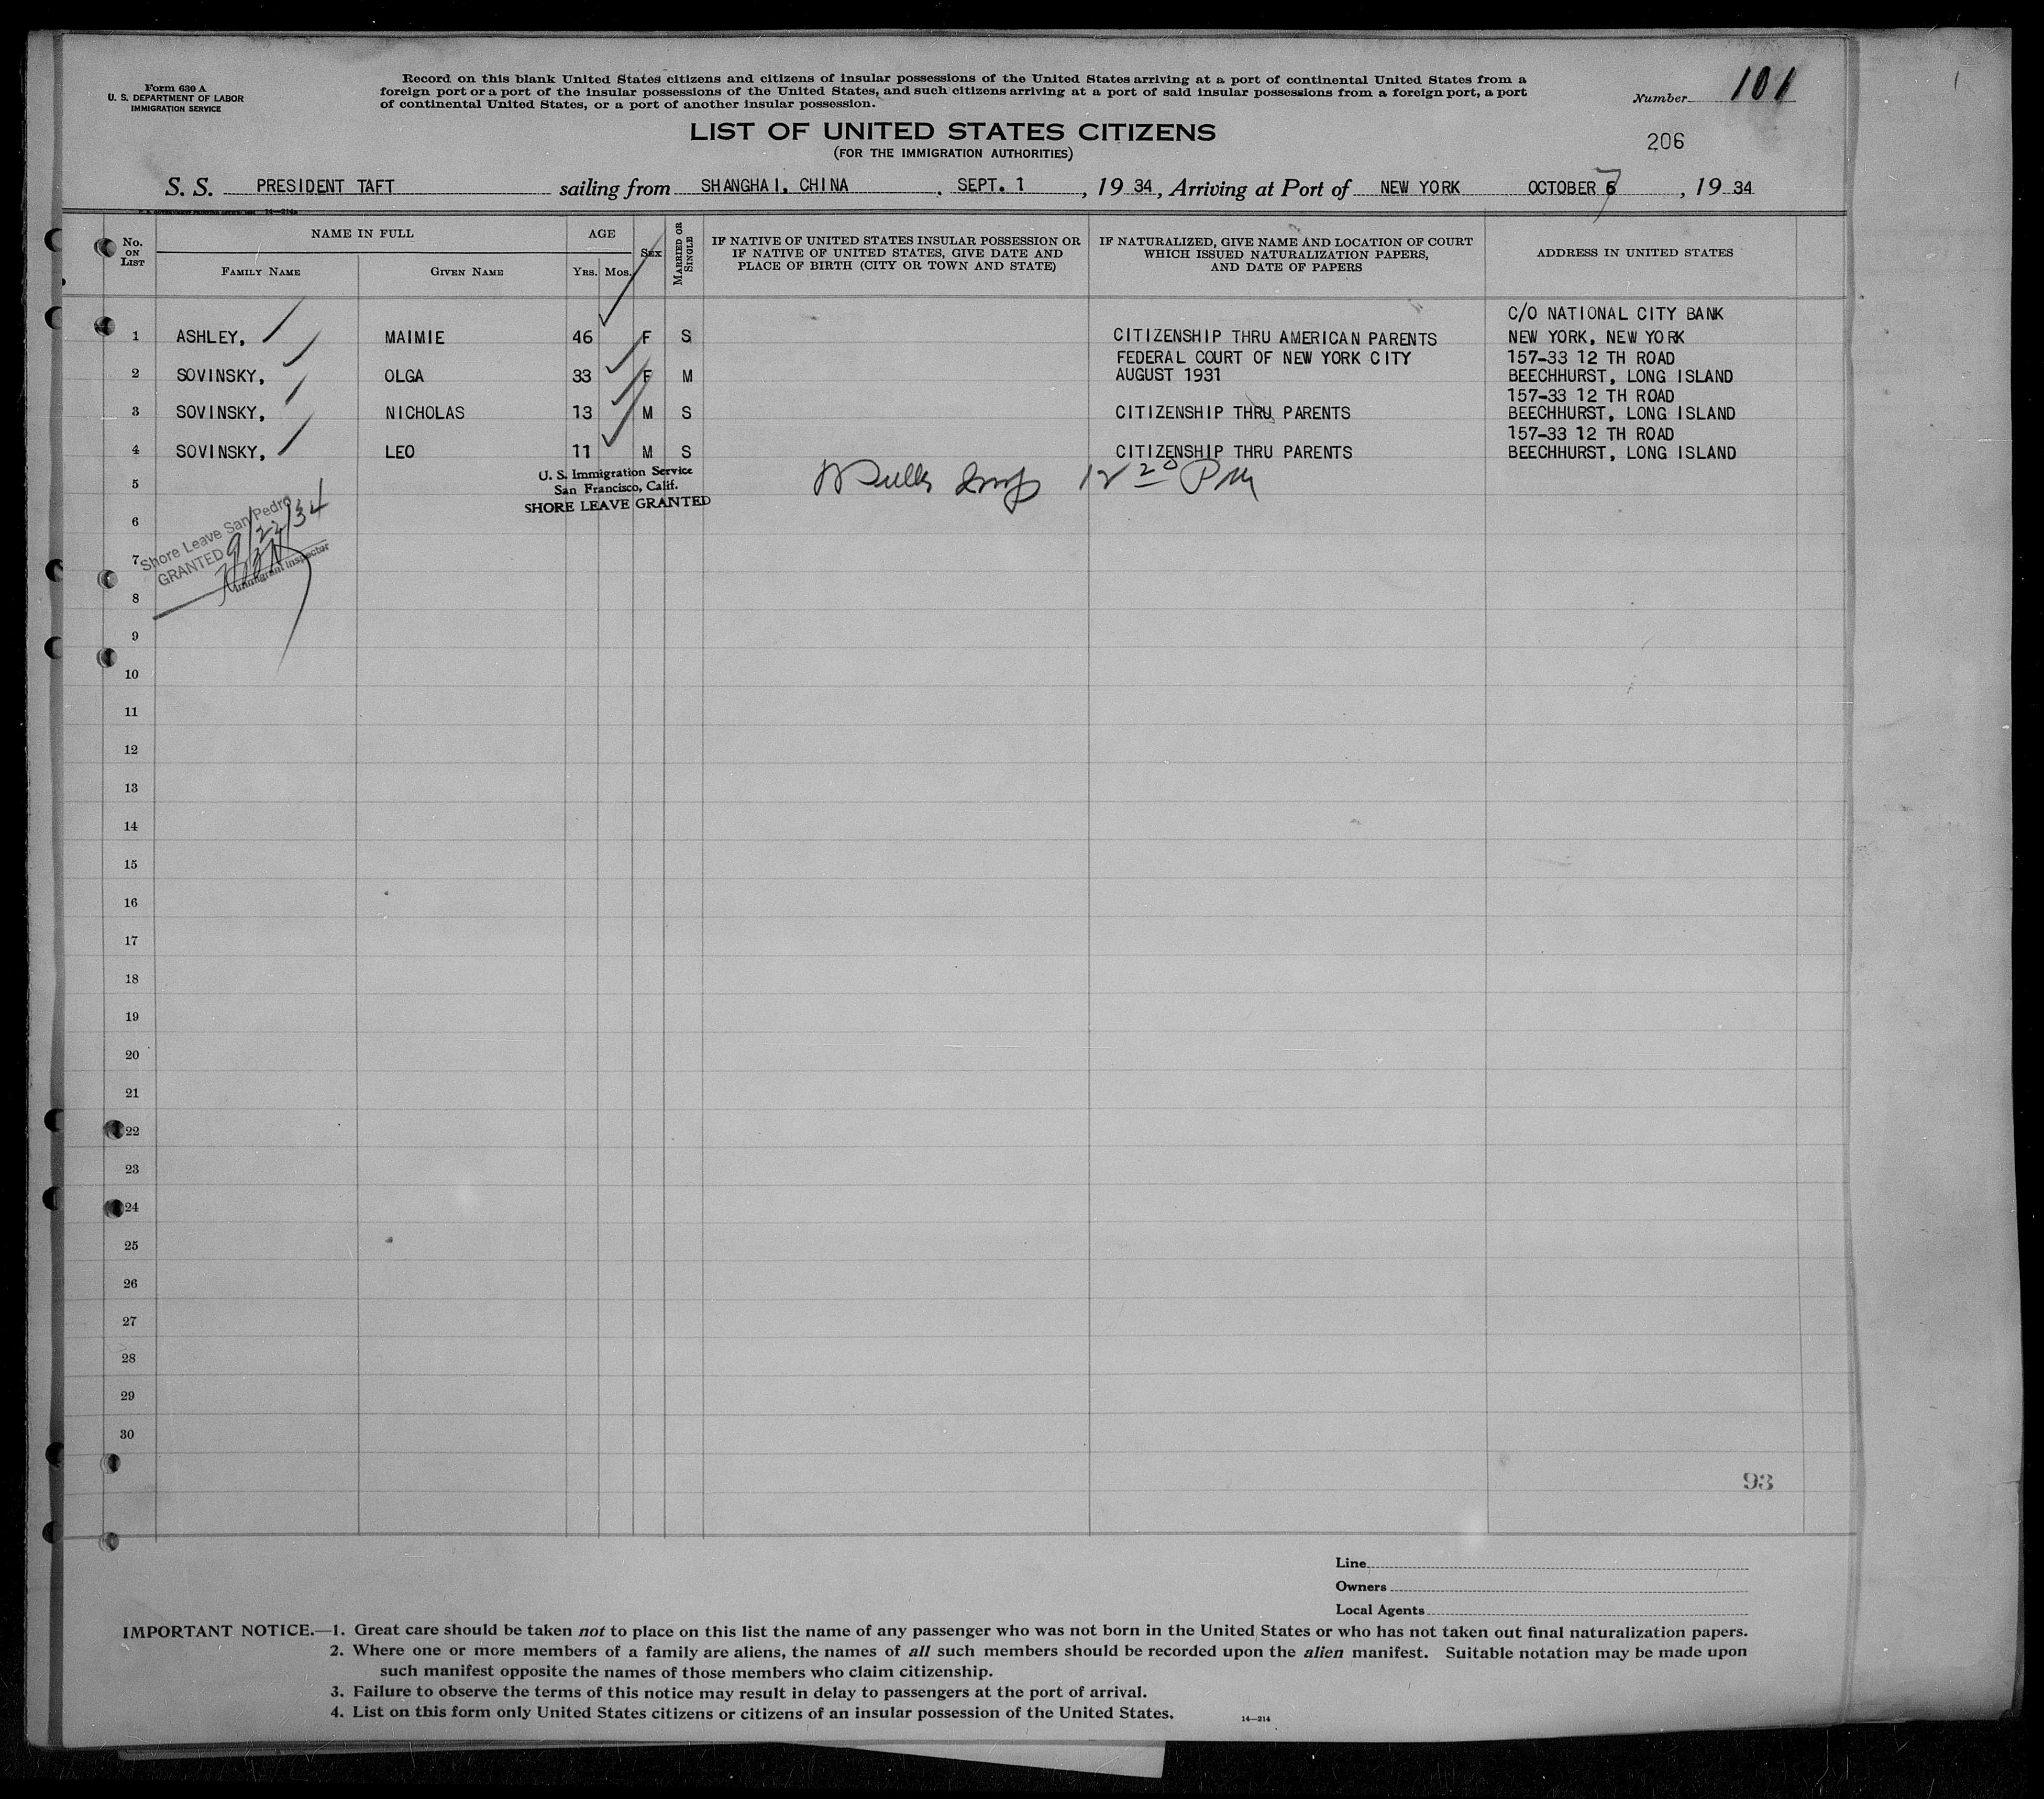 Form 630 A
U. S. DEPARTMENT OF LABOR
IMMIGRATION SERVICE
Record on this blank United States citizens and citizens of insular possessions of the United States arriving at a port of continental United States from a
foreign port or a port of the insular possessions of the United States, and such citizens arriving at a port of said insular possessions from a foreign port, a port
of continental United States, or a port of another insular possession.
Number 101
LIST OF UNITED STATES CITIZENS
(FOR THE IMMIGRATION AUTHORITIES)
206
S. S. PRESIDENT TAFT sailing from SHANGHAI, CHINA, SEPT. 1, 19 34, Arriving at Port of NEW YORK OCTOBER 6 7, 19 34
No. ON LIST
NAME IN FULL
FAMILY NAME
GIVEN NAME
AGE
Yrs. Mos.
Sex
MARRIED OR SINGLE
IF NATIVE OF UNITED STATES INSULAR POSSESSION OR
IF NATIVE OF UNITED STATES, GIVE DATE AND
PLACE OF BIRTH (CITY OR TOWN AND STATE)
IF NATURALIZED, GIVE NAME AND LOCATION OF COURT
WHICH ISSUED NATURALIZATION PAPERS,
AND DATE OF PAPERS
ADDRESS IN UNITED STATES
C/O NATIONAL CITY BANK
1 ASHLEY, MAIMIE 46 F S CITIZENSHIP THRU AMERICAN PARENTS NEW YORK, NEW YORK
FEDERAL COURT OF NEW YORK CITY 157-33 12 TH ROAD
2 SOVINSKY, OLGA 33 F M AUGUST 1931 BEECHHURST, LONG ISLAND
157-33 12 TH ROAD
3 SOVINSKY, NICHOLAS 13 M S CITIZENSHIP THRU PARENTS BEECHHURST, LONG ISLAND
157-33 12 TH ROAD
4 SOVINSKY, LEO 11 M S CITIZENSHIP THRU PARENTS BEECHHURST, LONG ISLAND
U. S. Immigration Service
San Francisco, Calif.
SHORE LEAVE GRANTED
12 20 PM
5
Shore Leave San Pedro
GRANTED 9/22/34
Immigrant Inspector
6
7
8
9
10
11
12
13
14
15
16
17
18
19
20
21
22
23
24
25
26
27
28
29
30
93
Line
Owners
Local Agents
IMPORTANT NOTICE.—1. Great care should be taken not to place on this list the name of any passenger who was not born in the United States or who has not taken out final naturalization papers.
2. Where one or more members of a family are aliens, the names of all such members should be recorded upon the alien manifest. Suitable notation may be made upon
such manifest opposite the names of those members who claim citizenship.
3. Failure to observe the terms of this notice may result in delay to passengers at the port of arrival.
4. List on this form only United States citizens or citizens of an insular possession of the United States.
14—214